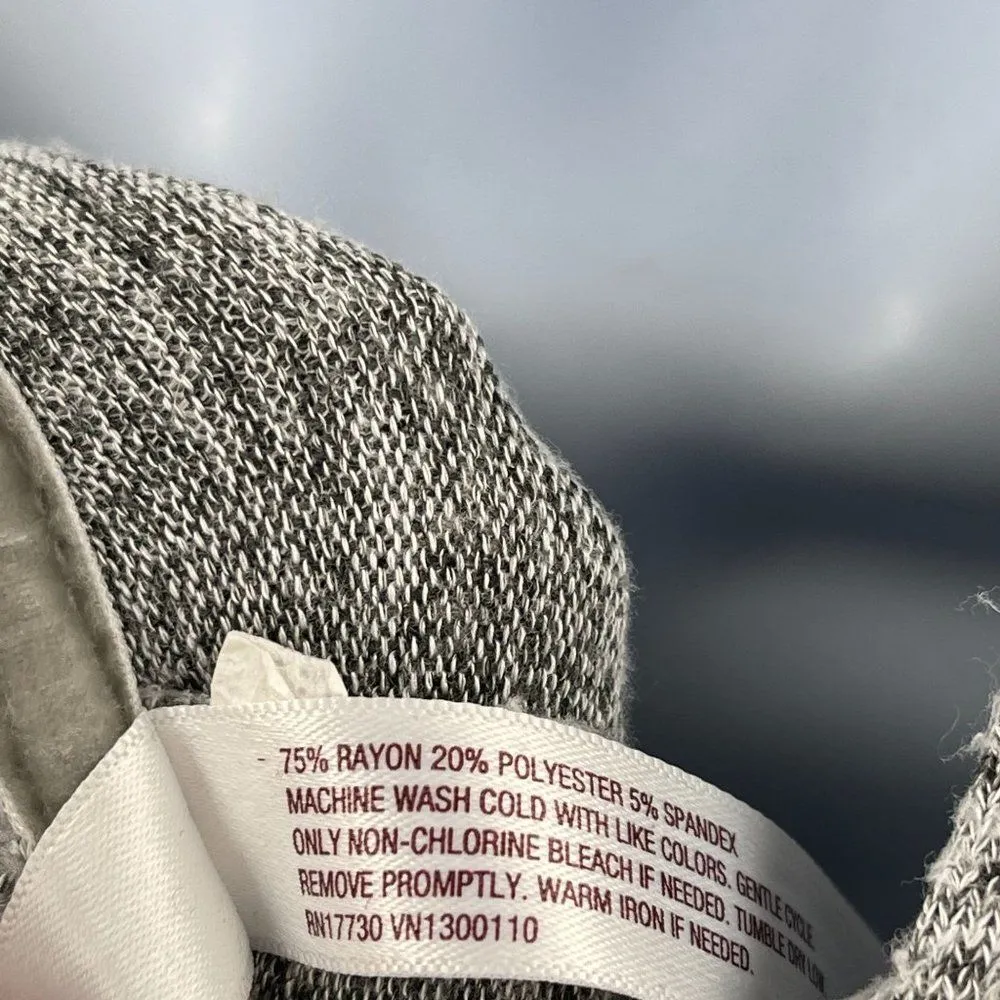 - 75% RAYON 20% POLYESTER 5% SPANDEX
MACHINE WASH COLD WITH LIKE COLORS. GENTLE CYCLE.
ONLY NON-CHLORINE BLEACH IF NEEDED. TUMBLE DRY LOW
REMOVE PROMPTLY. WARM IRON IF NEEDED.
RN17730 VN1300110